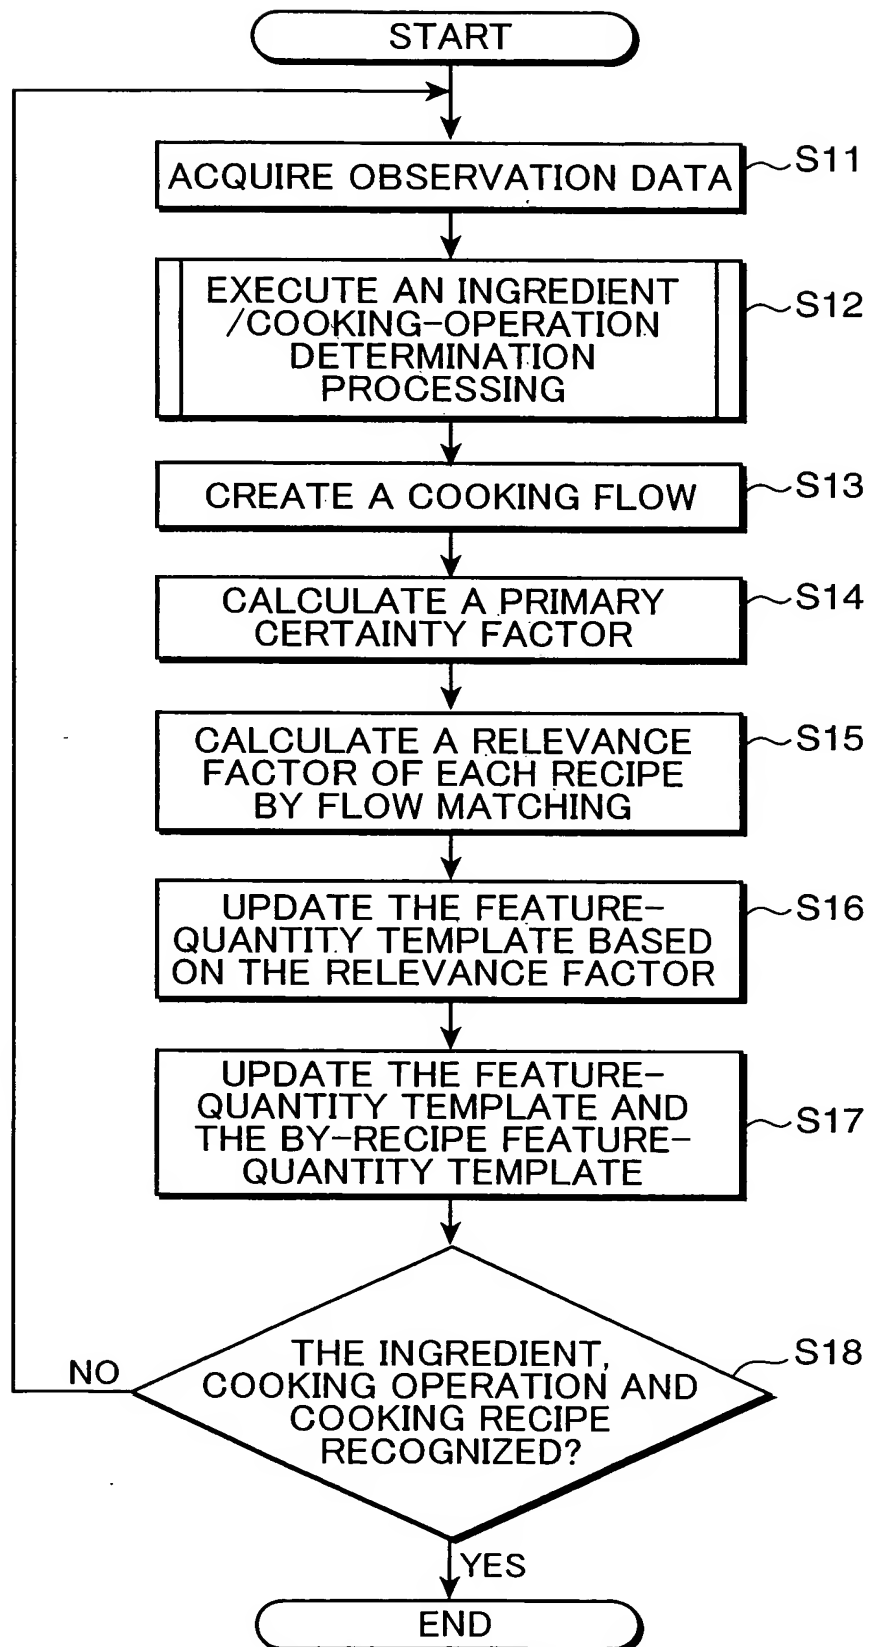 START
ACQUIRE OBSERVATION DATA
S11
EXECUTE AN INGREDIENT
/COOKING-OPERATION
DETERMINATION
PROCESSING
S12
CREATE A COOKING FLOW
S13
CALCULATE A PRIMARY
CERTAINTY FACTOR
S14
CALCULATE A RELEVANCE
FACTOR OF EACH RECIPE
BY FLOW MATCHING
S15
UPDATE THE FEATURE-
QUANTITY TEMPLATE BASED
ON THE RELEVANCE FACTOR
S16
UPDATE THE FEATURE-
QUANTITY TEMPLATE AND
THE BY-RECIPE FEATURE-
QUANTITY TEMPLATE
S17
THE INGREDIENT,
COOKING OPERATION AND
COOKING RECIPE
RECOGNIZED?
S18
NO
YES
END